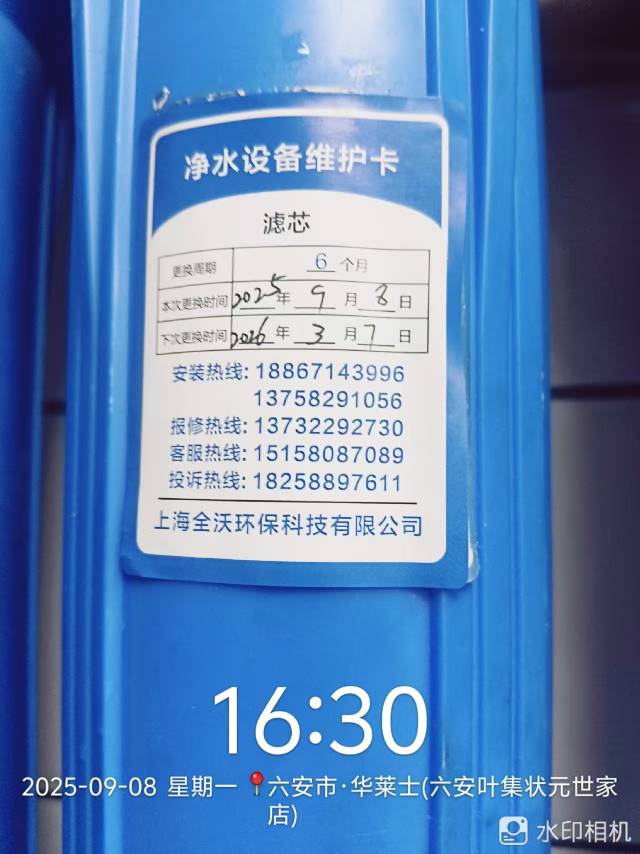 净水设备维护卡
滤芯
更换周期 6 个月
本次更换时间 2025 年 9 月 8 日
下次更换时间 2026 年 3 月 7 日
安装热线: 18867143996
13758291056
报修热线: 13732292730
客服热线: 15158087089
投诉热线: 18258897611
上海全沃环保科技有限公司
16:30
2025-09-08 星期一 📍六安市·华莱士(六安叶集状元世家
店)
水印相机